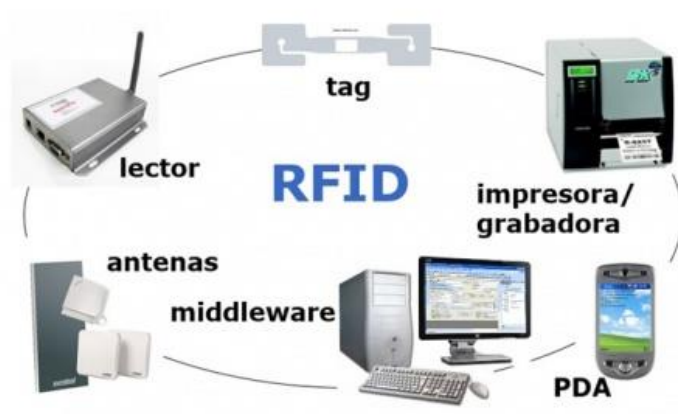 tag
lector
RFID
impresora/
grabadora
antenas
middleware
PDA